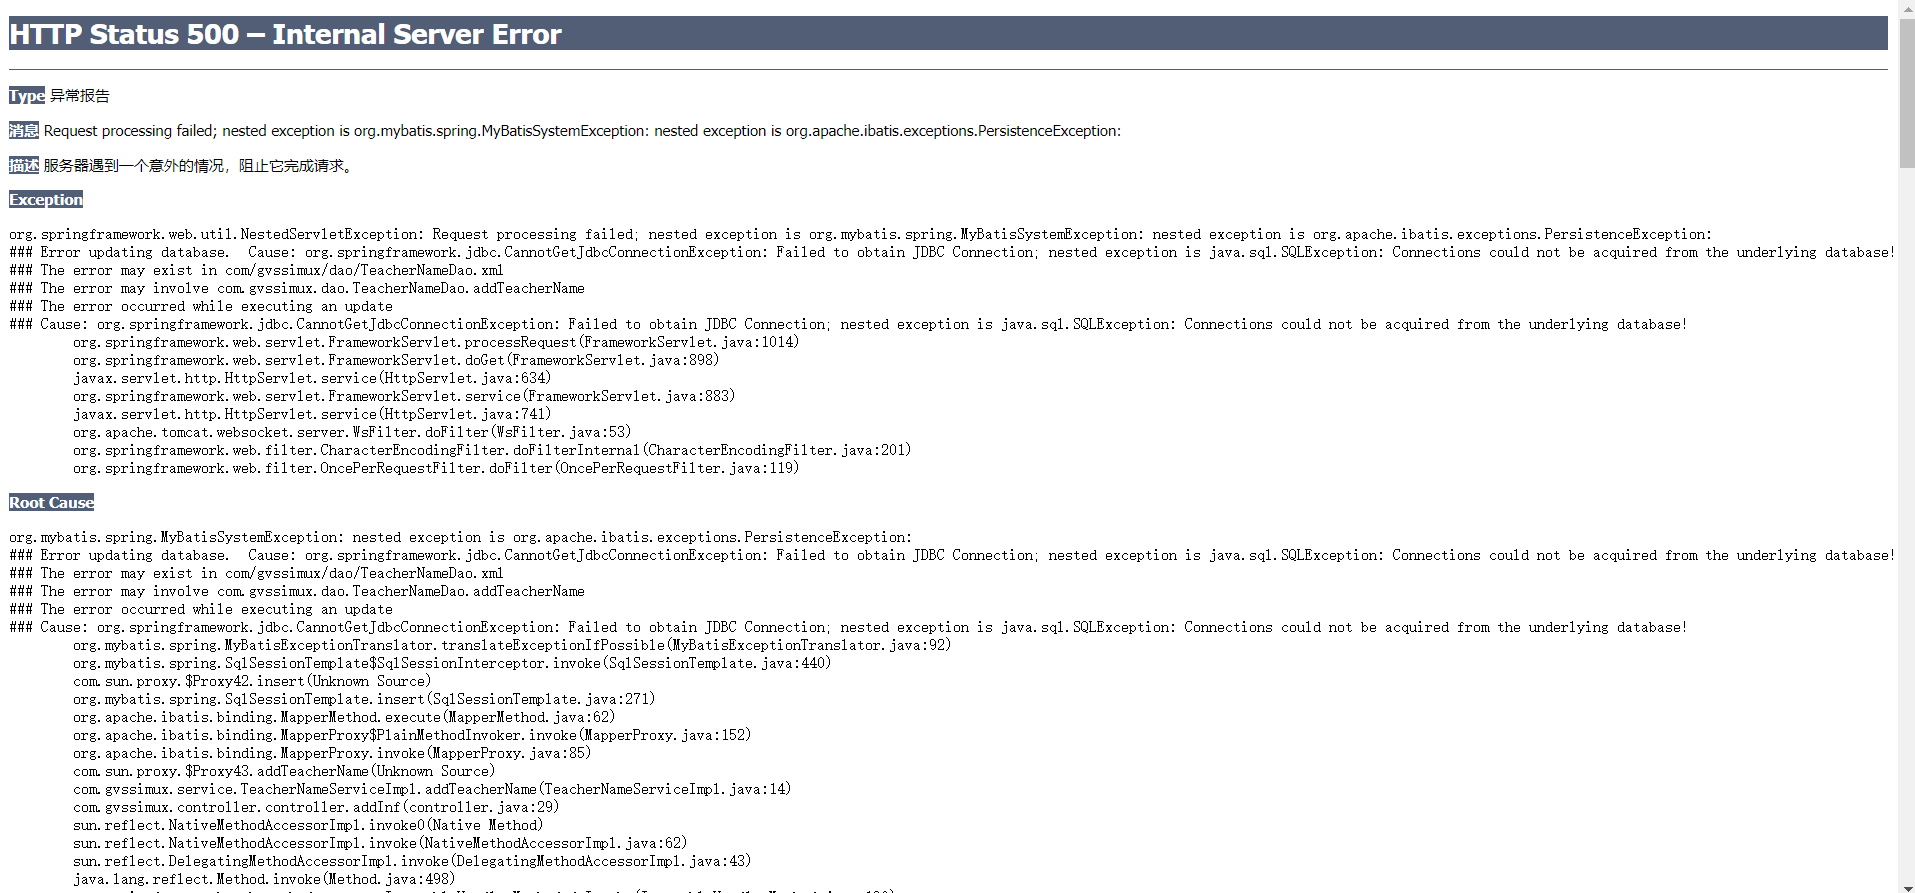 HTTP Status 500 – Internal Server Error
Type 异常报告
消息 Request processing failed; nested exception is org.mybatis.spring.MyBatisSystemException: nested exception is org.apache.ibatis.exceptions.PersistenceException:
描述 服务器遇到一个意外的情况，阻止它完成请求。
Exception
org.springframework.web.util.NestedServletException: Request processing failed; nested exception is org.mybatis.spring.MyBatisSystemException: nested exception is org.apache.ibatis.exceptions.PersistenceException:
### Error updating database.  Cause: org.springframework.jdbc.CannotGetJdbcConnectionException: Failed to obtain JDBC Connection; nested exception is java.sql.SQLException: Connections could not be acquired from the underlying database!
### The error may exist in com/gvssimux/dao/TeacherNameDao.xml
### The error may involve com.gvssimux.dao.TeacherNameDao.addTeacherName
### The error occurred while executing an update
### Cause: org.springframework.jdbc.CannotGetJdbcConnectionException: Failed to obtain JDBC Connection; nested exception is java.sql.SQLException: Connections could not be acquired from the underlying database!
org.springframework.web.servlet.FrameworkServlet.processRequest(FrameworkServlet.java:1014)
org.springframework.web.servlet.FrameworkServlet.doGet(FrameworkServlet.java:898)
javax.servlet.http.HttpServlet.service(HttpServlet.java:634)
org.springframework.web.servlet.FrameworkServlet.service(FrameworkServlet.java:883)
javax.servlet.http.HttpServlet.service(HttpServlet.java:741)
org.apache.tomcat.websocket.server.WsFilter.doFilter(WsFilter.java:53)
org.springframework.web.filter.CharacterEncodingFilter.doFilterInternal(CharacterEncodingFilter.java:201)
org.springframework.web.filter.OncePerRequestFilter.doFilter(OncePerRequestFilter.java:119)
Root Cause
org.mybatis.spring.MyBatisSystemException: nested exception is org.apache.ibatis.exceptions.PersistenceException:
### Error updating database.  Cause: org.springframework.jdbc.CannotGetJdbcConnectionException: Failed to obtain JDBC Connection; nested exception is java.sql.SQLException: Connections could not be acquired from the underlying database!
### The error may exist in com/gvssimux/dao/TeacherNameDao.xml
### The error may involve com.gvssimux.dao.TeacherNameDao.addTeacherName
### The error occurred while executing an update
### Cause: org.springframework.jdbc.CannotGetJdbcConnectionException: Failed to obtain JDBC Connection; nested exception is java.sql.SQLException: Connections could not be acquired from the underlying database!
org.mybatis.spring.MyBatisExceptionTranslator.translateExceptionIfPossible(MyBatisExceptionTranslator.java:92)
org.mybatis.spring.SqlSessionTemplate$SqlSessionInterceptor.invoke(SqlSessionTemplate.java:440)
com.sun.proxy.$Proxy42.insert(Unknown Source)
org.mybatis.spring.SqlSessionTemplate.insert(SqlSessionTemplate.java:271)
org.apache.ibatis.binding.MapperMethod.execute(MapperMethod.java:62)
org.apache.ibatis.binding.MapperProxy$PlainMethodInvoker.invoke(MapperProxy.java:152)
org.apache.ibatis.binding.MapperProxy.invoke(MapperProxy.java:85)
com.sun.proxy.$Proxy43.addTeacherName(Unknown Source)
com.gvssimux.service.TeacherNameServiceImpl.addTeacherName(TeacherNameServiceImpl.java:14)
com.gvssimux.controller.controller.addInf(controller.java:29)
sun.reflect.NativeMethodAccessorImpl.invoke0(Native Method)
sun.reflect.NativeMethodAccessorImpl.invoke(NativeMethodAccessorImpl.java:62)
sun.reflect.DelegatingMethodAccessorImpl.invoke(DelegatingMethodAccessorImpl.java:43)
java.lang.reflect.Method.invoke(Method.java:498)